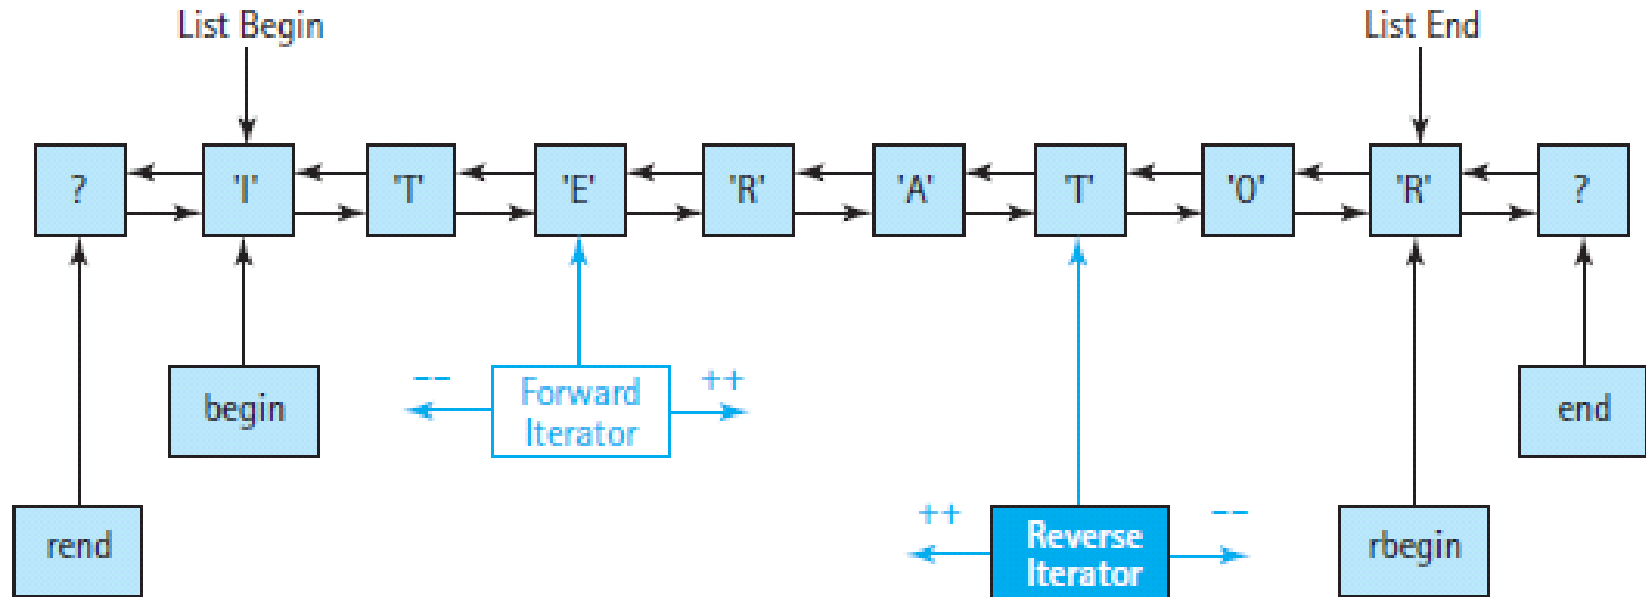 List Begin
List End
?
'I'
'T'
'E'
'R'
'A'
'T'
'O'
'R'
?
begin
--
Forward
Iterator
++
end
rend
++
Reverse
Iterator
--
rbegin